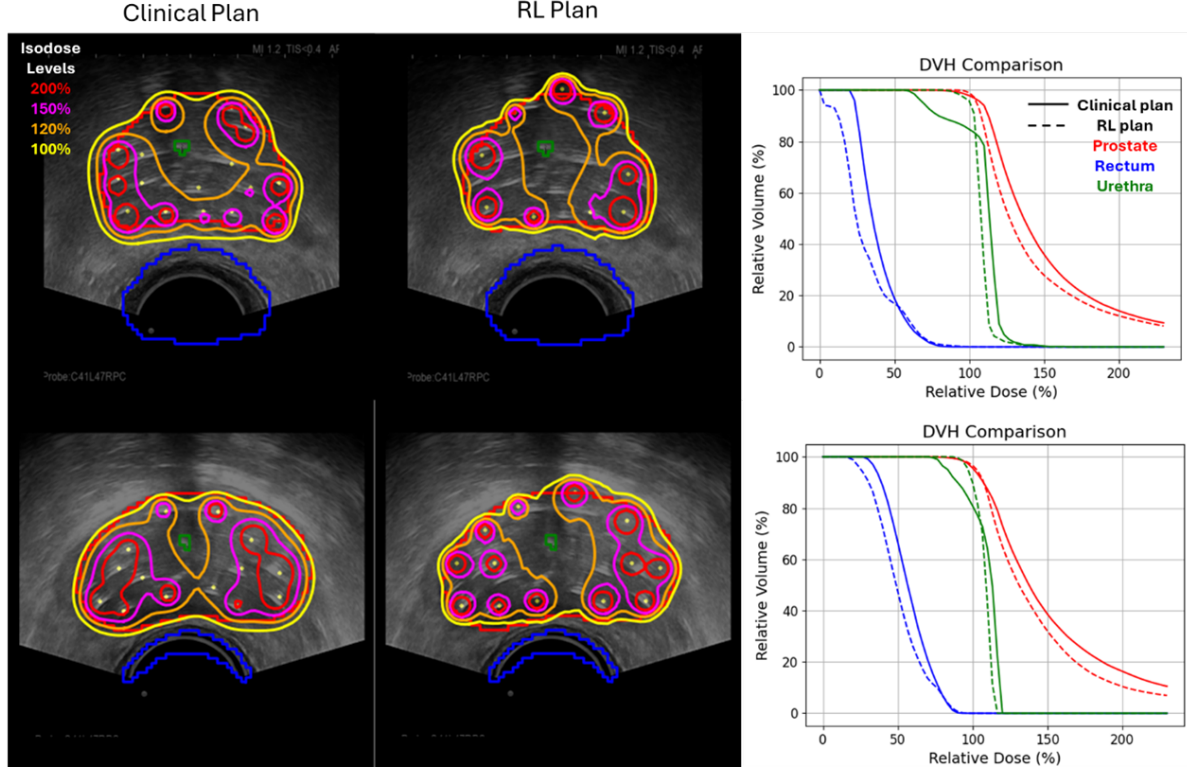 Clinical Plan
RL Plan
Isodose
Levels
200%
150%
120%
100%
MI 1.2 TIS<0.4
MI 1.2 TIS<0.4
Probe:C41L47RPC
Probe:C41L47RPC
DVH Comparison
Relative Volume (%)
100
80
60
40
20
0
0 50 100 150 200
Relative Dose (%)
Clinical plan
RL plan
Prostate
Rectum
Urethra
DVH Comparison
Relative Volume (%)
100
80
60
40
20
0
0 50 100 150 200
Relative Dose (%)